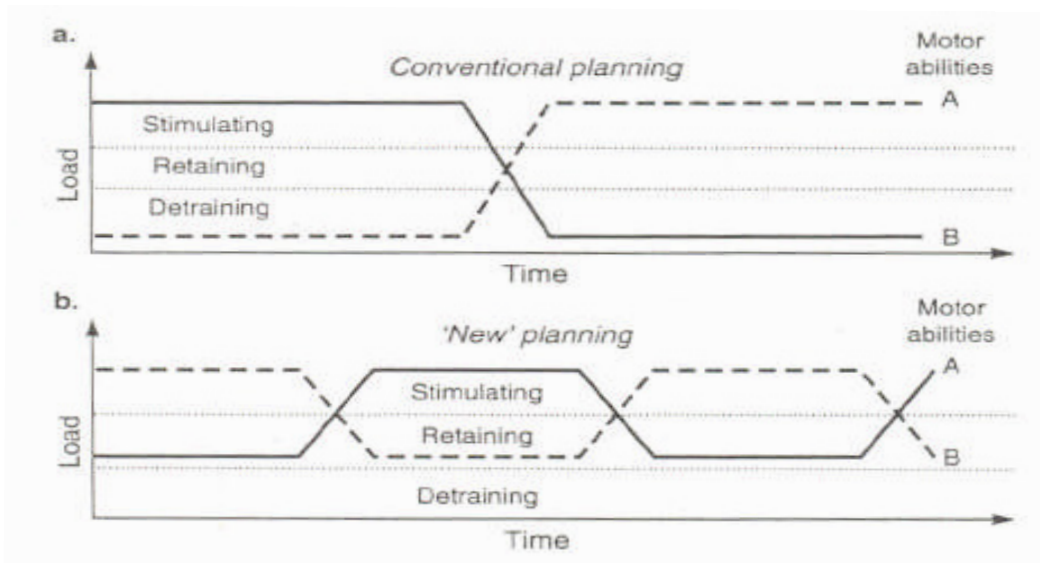 a.
Conventional planning
Motor
abilities
A
Stimulating
Retaining
Detraining
Load
B
Time
b.
'New' planning
Motor
abilities
A
Stimulating
Retaining
B
Detraining
Load
Time